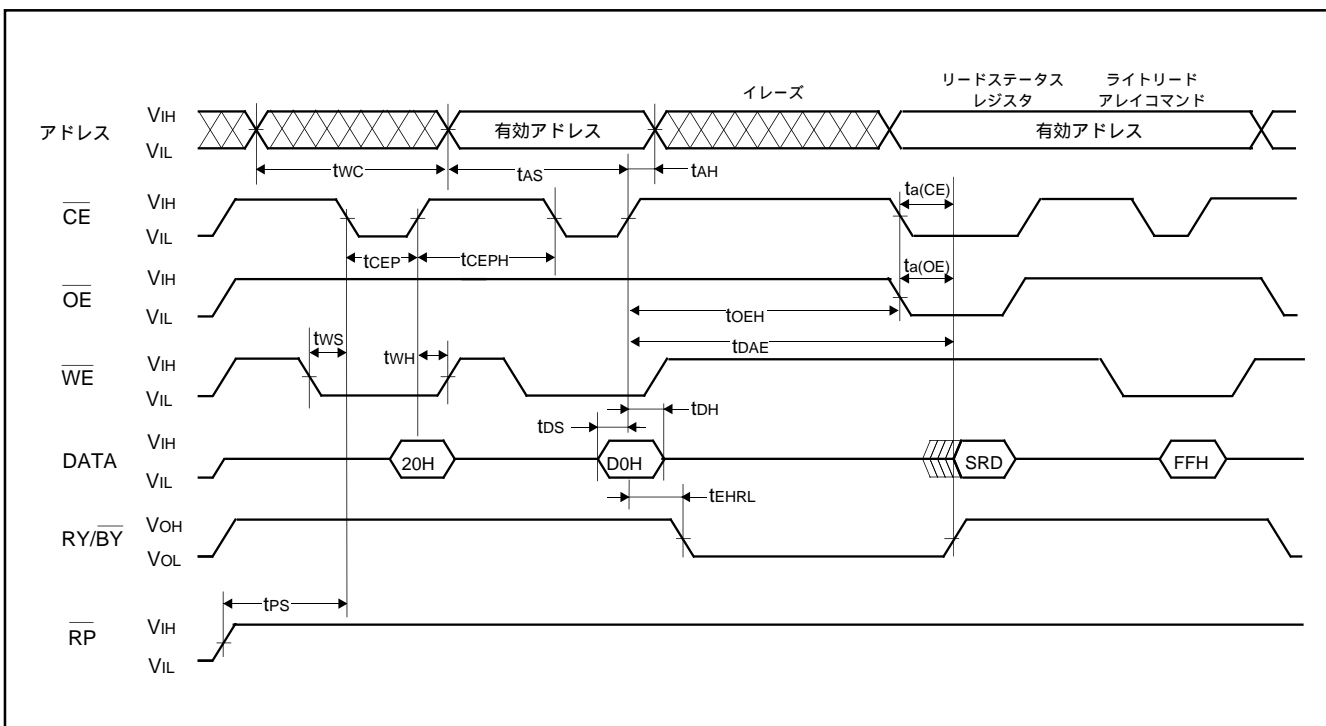 イレーズ
リードステータス
レジスタ
ライトリード
アレイコマンド
アドレス
VIH
VIL
有効アドレス
有効アドレス
tWC
tAS
tAH
CE
VIH
VIL
ta(CE)
tCEP
tCEPH
OE
VIH
VIL
ta(OE)
tOEH
tDAE
WE
VIH
VIL
tWS
tWH
tDH
tDS
DATA
VIH
VIL
20H
D0H
SRD
FFH
tEHRL
RY/BY
VOH
VOL
tPS
RP
VIH
VIL